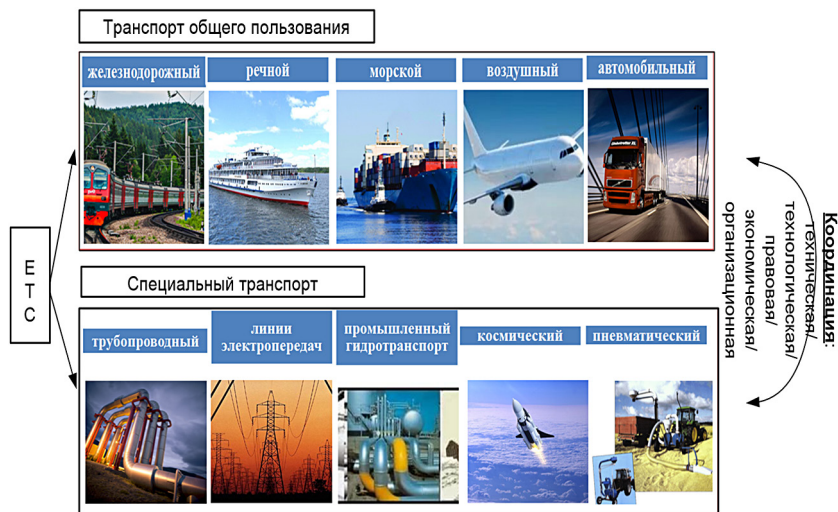 Транспорт общего пользования
железнодорожный
речной
морской
воздушный
автомобильный
ЕТС
Специальный транспорт
трубопроводный
линии
электропередач
промышленный
гидротранспорт
космический
пневматический
Координация:
техническая/
технологическая/
правовая/
экономическая/
организационная